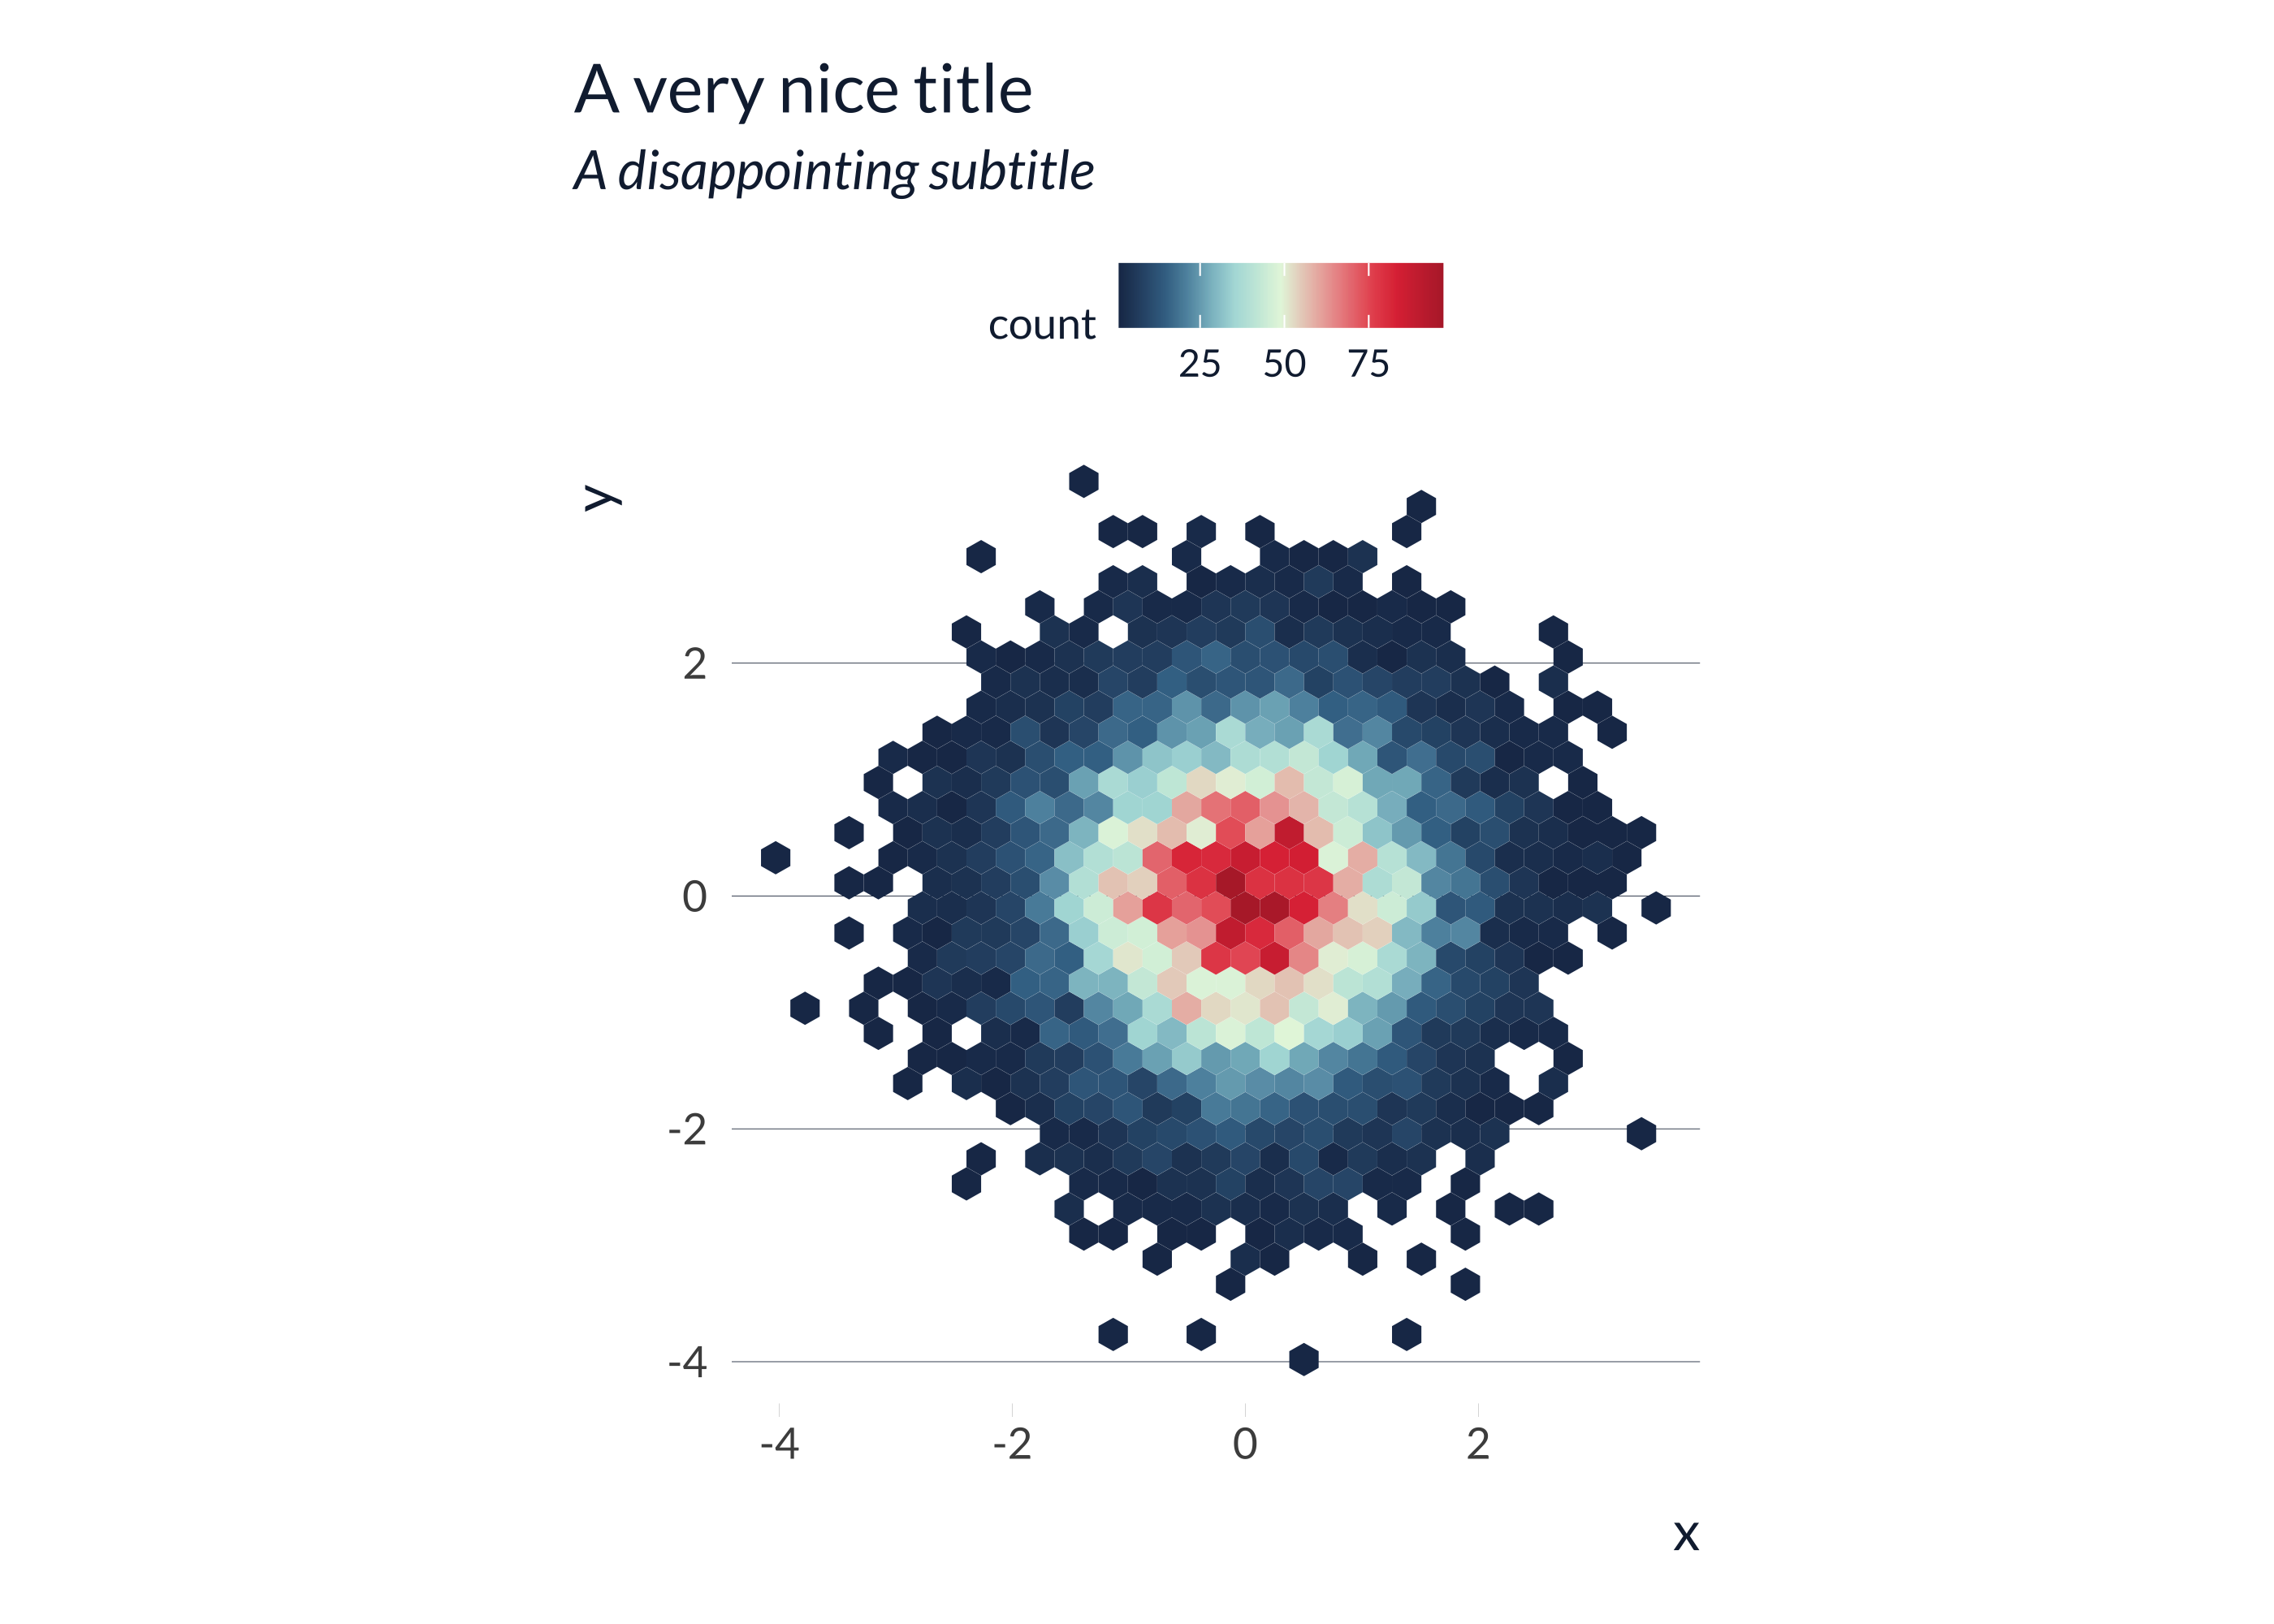 A very nice title
A disappointing subtitle
count
25 50 75
y
2
0
-2
-4
-4 -2 0 2
x